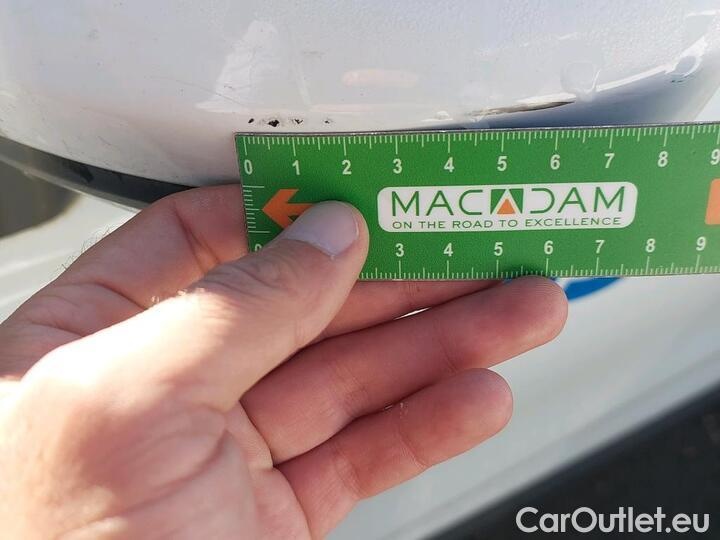 0 1 2 3 4 5 6 7 8 9
MACADAM
ON THE ROAD TO EXCELLENCE
0 3 4 5 6 7 8 9
CarOutlet.eu